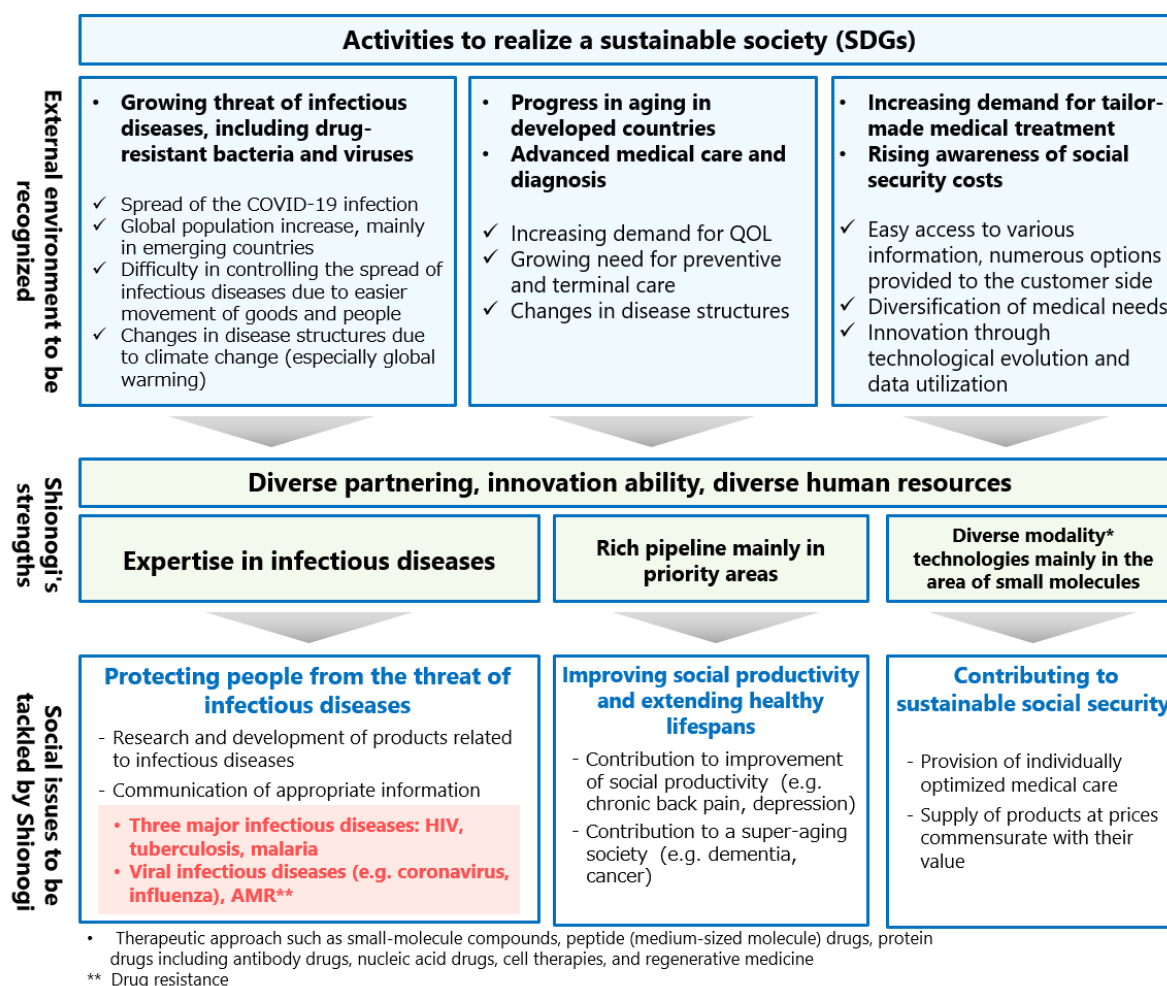 Activities to realize a sustainable society (SDGs)
External environment to be
recognized
• Growing threat of infectious
diseases, including drug-
resistant bacteria and viruses
✓ Spread of the COVID-19 infection
✓ Global population increase, mainly
in emerging countries
✓ Difficulty in controlling the spread of
infectious diseases due to easier
movement of goods and people
✓ Changes in disease structures due
to climate change (especially global
warming)
• Progress in aging in
developed countries
• Advanced medical care and
diagnosis
✓ Increasing demand for QOL
✓ Growing need for preventive
and terminal care
✓ Changes in disease structures
• Increasing demand for tailor-
made medical treatment
• Rising awareness of social
security costs
✓ Easy access to various
information, numerous options
provided to the customer side
✓ Diversification of medical needs
✓ Innovation through
technological evolution and
data utilization
Shionogi's
strengths
Diverse partnering, innovation ability, diverse human resources
Expertise in infectious diseases
Rich pipeline mainly in
priority areas
Diverse modality*
technologies mainly in the
area of small molecules
Social issues to be
tackled by Shionogi
Protecting people from the threat of
infectious diseases
- Research and development of products related
to infectious diseases
- Communication of appropriate information
• Three major infectious diseases: HIV,
tuberculosis, malaria
• Viral infectious diseases (e.g. coronavirus,
influenza), AMR**
Improving social productivity
and extending healthy
lifespans
- Contribution to improvement
of social productivity (e.g.
chronic back pain, depression)
- Contribution to a super-aging
society (e.g. dementia,
cancer)
Contributing to
sustainable social security
- Provision of individually
optimized medical care
- Supply of products at prices
commensurate with their
value
• Therapeutic approach such as small-molecule compounds, peptide (medium-sized molecule) drugs, protein
drugs including antibody drugs, nucleic acid drugs, cell therapies, and regenerative medicine
** Drug resistance